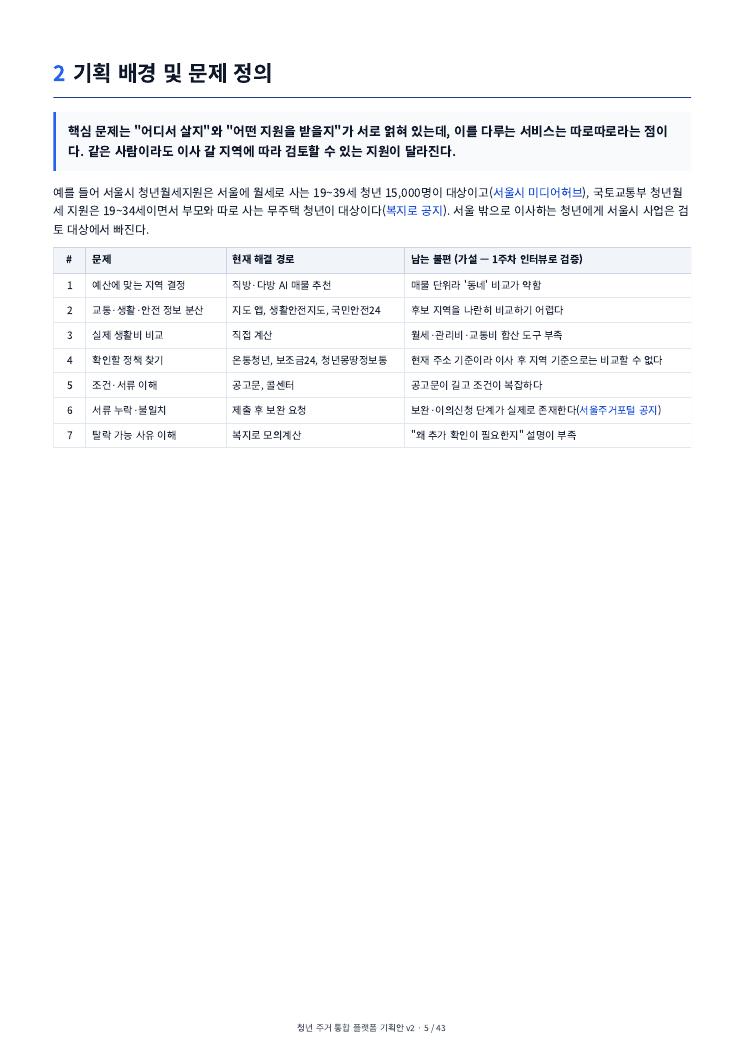 2 기획 배경 및 문제 정의
핵심 문제는 "어디서 살지"와 "어떤 지원을 받을지"가 서로 얽혀 있는데, 이를 다루는 서비스는 따로따로라는 점이
다. 같은 사람이라도 이사 갈 지역에 따라 검토할 수 있는 지원이 달라진다.
예를 들어 서울시 청년월세지원은 서울에 월세로 사는 19~39세 청년 15,000명이 대상이고(서울시 미디어허브), 국토교통부 청년월
세 지원은 19~34세이면서 부모와 따로 사는 무주택 청년이 대상이다(복지로 공지). 서울 밖으로 이사하는 청년에게 서울시 사업은 검
토 대상에서 빠진다.
# 문제 현재 해결 경로 남는 불편 (가설 — 1주차 인터뷰로 검증)
1 예산에 맞는 지역 결정 직방·다방 AI 매물 추천 매물 단위라 '동네' 비교가 약함
2 교통·생활·안전 정보 분산 지도 앱, 생활안전지도, 국민안전24 후보 지역을 나란히 비교하기 어렵다
3 실제 생활비 비교 직접 계산 월세·관리비·교통비 합산 도구 부족
4 확인할 정책 찾기 온통청년, 보조금24, 청년몽땅정보통 현재 주소 기준이라 이사 후 지역 기준으로는 비교할 수 없다
5 조건·서류 이해 공고문, 콜센터 공고문이 길고 조건이 복잡하다
6 서류 누락·불일치 제출 후 보완 요청 보완·이의신청 단계가 실제로 존재한다(서울주거포털 공지)
7 탈락 가능 사유 이해 복지로 모의계산 "왜 추가 확인이 필요한지" 설명이 부족
청년 주거 통합 플랫폼 기획안 v2 · 5 / 43